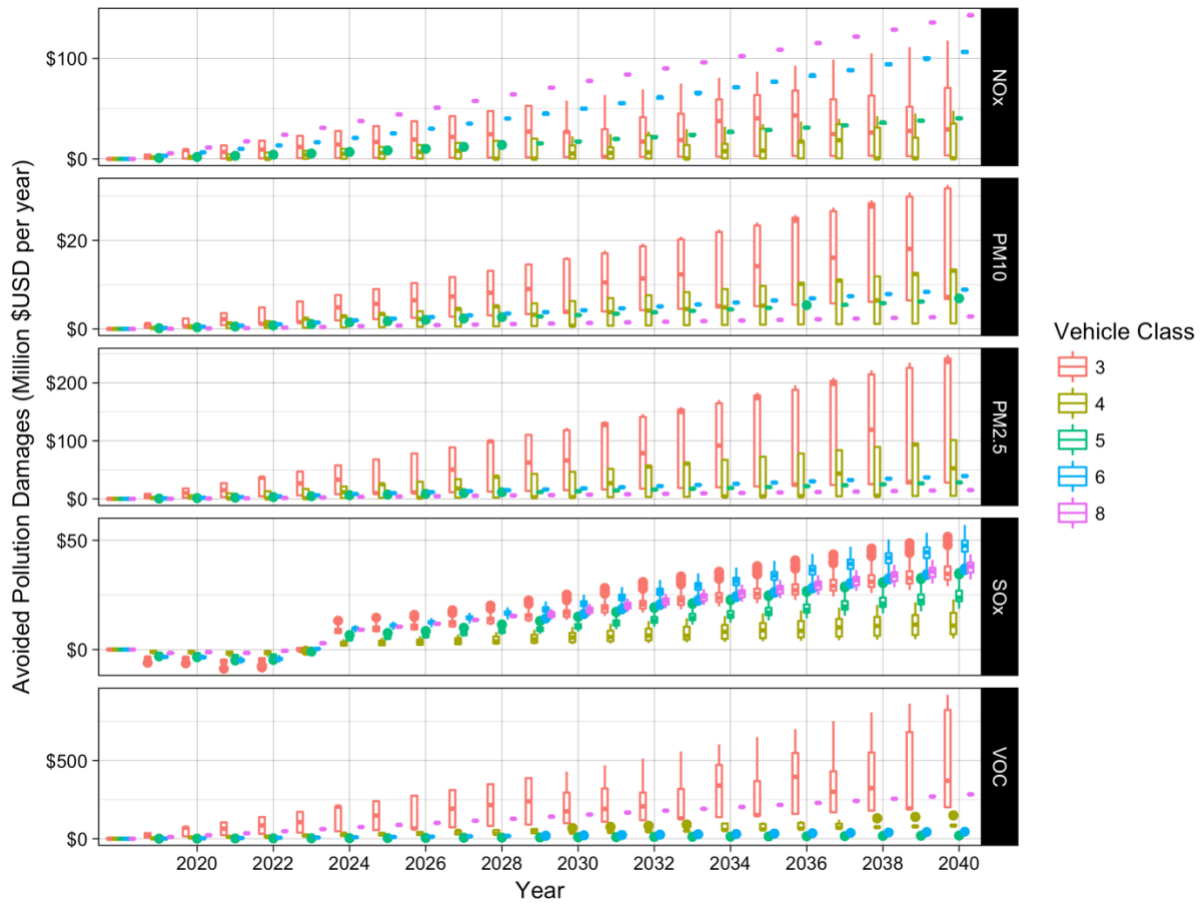 Avoided Pollution Damages (Million $USD per year)
$100
$0
NOx
$20
$0
PM10
$200
$100
$0
PM2.5
$50
$0
SOx
$500
$0
VOC
2020 2022 2024 2026 2028 2030 2032 2034 2036 2038 2040
Year
Vehicle Class
3
4
5
6
8